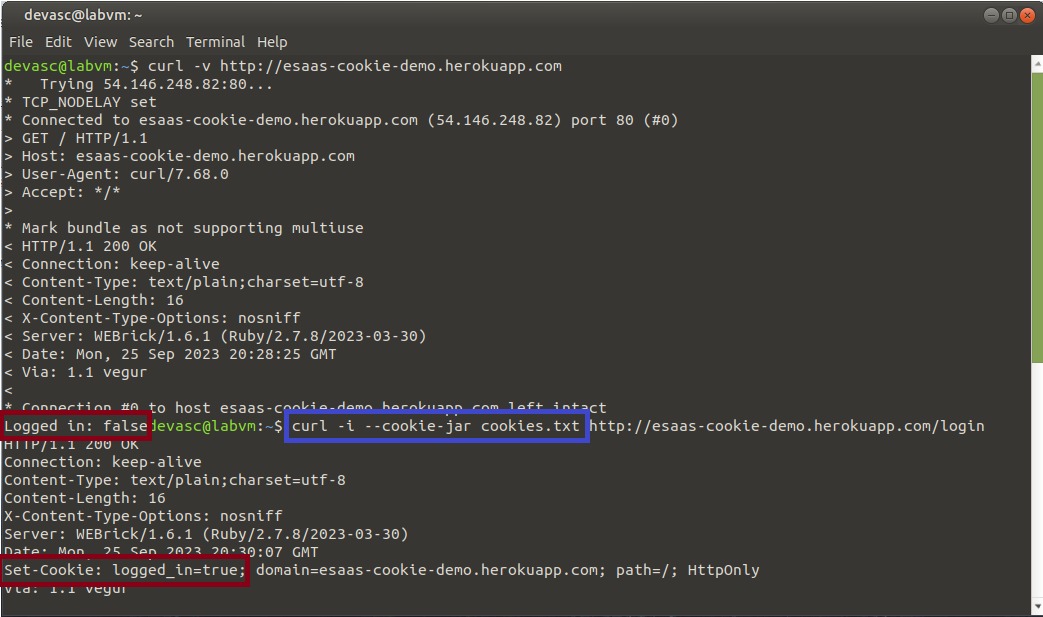 devasc@labvm: ~
File Edit View Search Terminal Help
devasc@labvm:~$ curl -v http://esaas-cookie-demo.herokuapp.com
*   Trying 54.146.248.82:80...
* TCP_NODELAY set
* Connected to esaas-cookie-demo.herokuapp.com (54.146.248.82) port 80 (#0)
> GET / HTTP/1.1
> Host: esaas-cookie-demo.herokuapp.com
> User-Agent: curl/7.68.0
> Accept: */*
>
* Mark bundle as not supporting multiuse
< HTTP/1.1 200 OK
< Connection: keep-alive
< Content-Type: text/plain;charset=utf-8
< Content-Length: 16
< X-Content-Type-Options: nosniff
< Server: WEBrick/1.6.1 (Ruby/2.7.8/2023-03-30)
< Date: Mon, 25 Sep 2023 20:28:25 GMT
< Via: 1.1 vegur
<
* Connection #0 to host esaas-cookie-demo.herokuapp.com left intact
Logged in: falsedevasc@labvm:~$ curl -i --cookie-jar cookies.txt http://esaas-cookie-demo.herokuapp.com/login
HTTP/1.1 200 OK
Connection: keep-alive
Content-Type: text/plain;charset=utf-8
Content-Length: 16
X-Content-Type-Options: nosniff
Server: WEBrick/1.6.1 (Ruby/2.7.8/2023-03-30)
Date: Mon, 25 Sep 2023 20:30:07 GMT
Set-Cookie: logged_in=true; domain=esaas-cookie-demo.herokuapp.com; path=/; HttpOnly
Via: 1.1 vegur